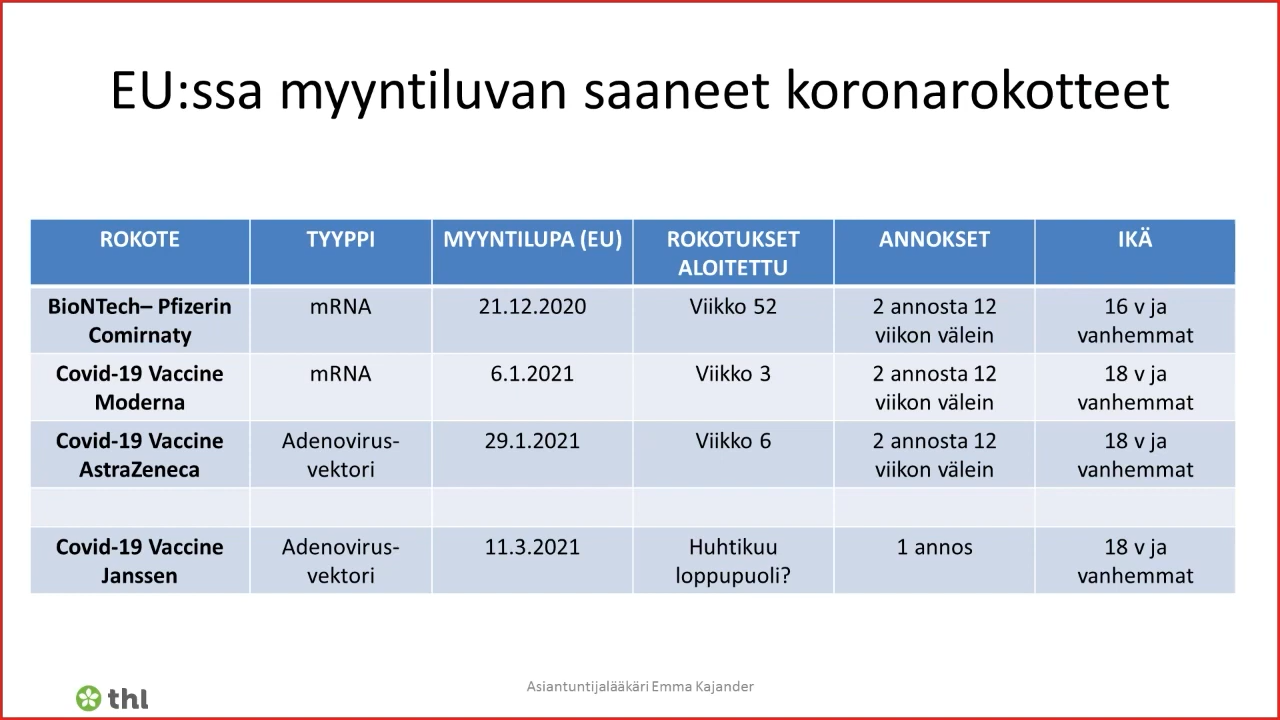 EU:ssa myyntiluvan saaneet koronarokotteet
ROKOTE TYYPPI MYYNTILUPA (EU) ROKOTUKSET ALOITETTU ANNOKSET IKÄ
BioNTech– Pfizerin Comirnaty mRNA 21.12.2020 Viikko 52 2 annosta 12 viikon välein 16 v ja vanhemmat
Covid-19 Vaccine Moderna mRNA 6.1.2021 Viikko 3 2 annosta 12 viikon välein 18 v ja vanhemmat
Covid-19 Vaccine AstraZeneca Adenovirus-vektori 29.1.2021 Viikko 6 2 annosta 12 viikon välein 18 v ja vanhemmat
Covid-19 Vaccine Janssen Adenovirus-vektori 11.3.2021 Huhtikuu loppupuoli? 1 annos 18 v ja vanhemmat
thl
Asiantuntijalääkäri Emma Kajander